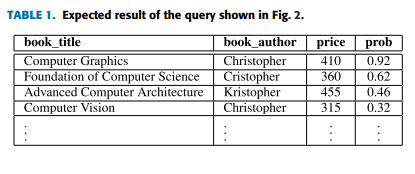 TABLE 1. Expected result of the query shown in Fig. 2.
book_title book_author price prob
Computer Graphics Christopher 410 0.92
Foundation of Computer Science Cristopher 360 0.62
Advanced Computer Architecture Kristopher 455 0.46
Computer Vision Christopher 315 0.32
⋮ ⋮ ⋮ ⋮